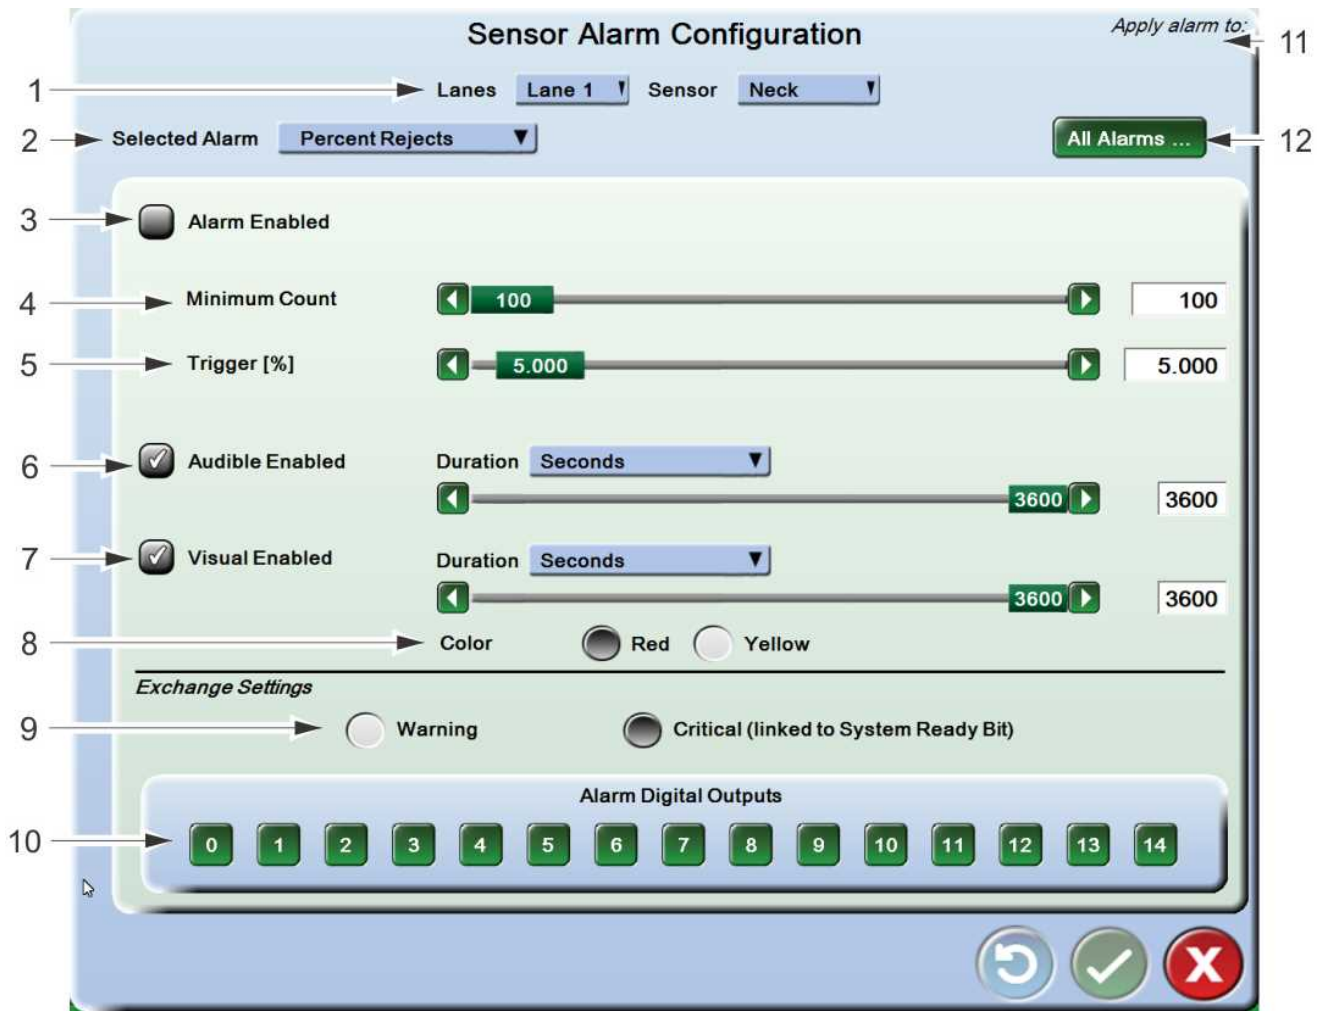 Sensor Alarm Configuration
Apply alarm to:
11
1
Lanes Lane 1 Sensor Neck
2
Selected Alarm Percent Rejects
All Alarms ...
12
3
Alarm Enabled
4
Minimum Count 100 100
5
Trigger [%] 5.000 5.000
6
Audible Enabled Duration Seconds
3600 3600
7
Visual Enabled Duration Seconds
3600 3600
8
Color Red Yellow
Exchange Settings
9
Warning Critical (linked to System Ready Bit)
Alarm Digital Outputs
10
0 1 2 3 4 5 6 7 8 9 10 11 12 13 14
X